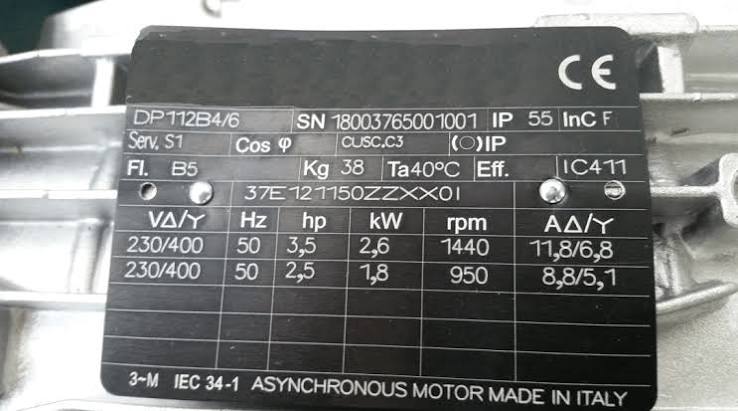 CE
DP112B4/6 SN 18003765001001 IP 55 InC F
Serv. S1 Cos φ CUSC.C3 (○)IP
Fl. B5 Kg 38 Ta40°C Eff. IC411
37E121150ZZXX0I
V∆/Y Hz hp kW rpm A∆/Y
230/400 50 3,5 2,6 1440 11,8/6,8
230/400 50 2,5 1,8 950 8,8/5,1
3~M IEC 34-1 ASYNCHRONOUS MOTOR MADE IN ITALY